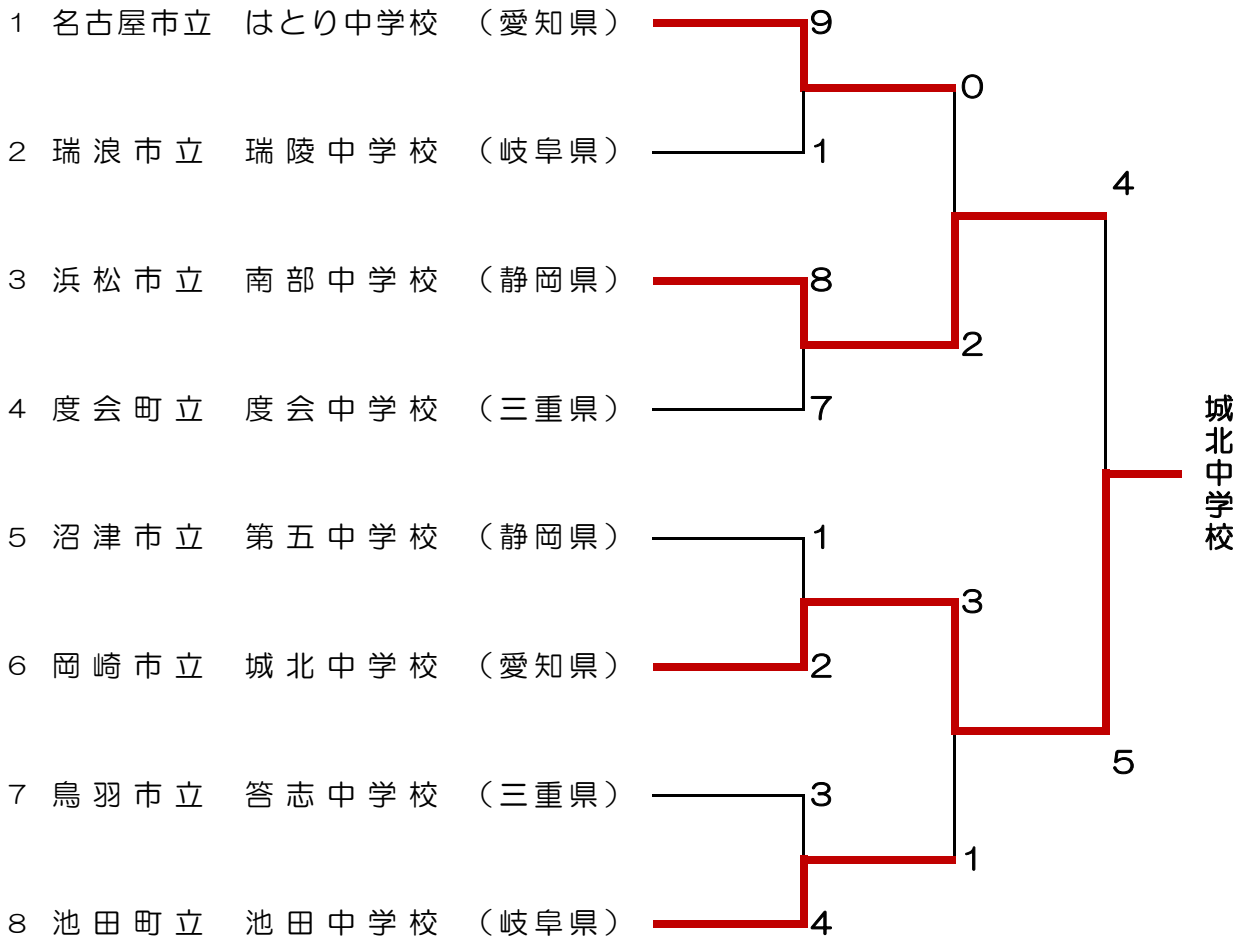 1 名古屋市立 はとり中学校 （愛知県） 9
0
2 瑞浪市立 瑞陵中学校 （岐阜県） 1
4
3 浜松市立 南部中学校 （静岡県） 8
2
4 度会町立 度会中学校 （三重県） 7
城北中学校
5 沼津市立 第五中学校 （静岡県） 1
3
6 岡崎市立 城北中学校 （愛知県） 2
5
7 鳥羽市立 答志中学校 （三重県） 3
1
8 池田町立 池田中学校 （岐阜県） 4